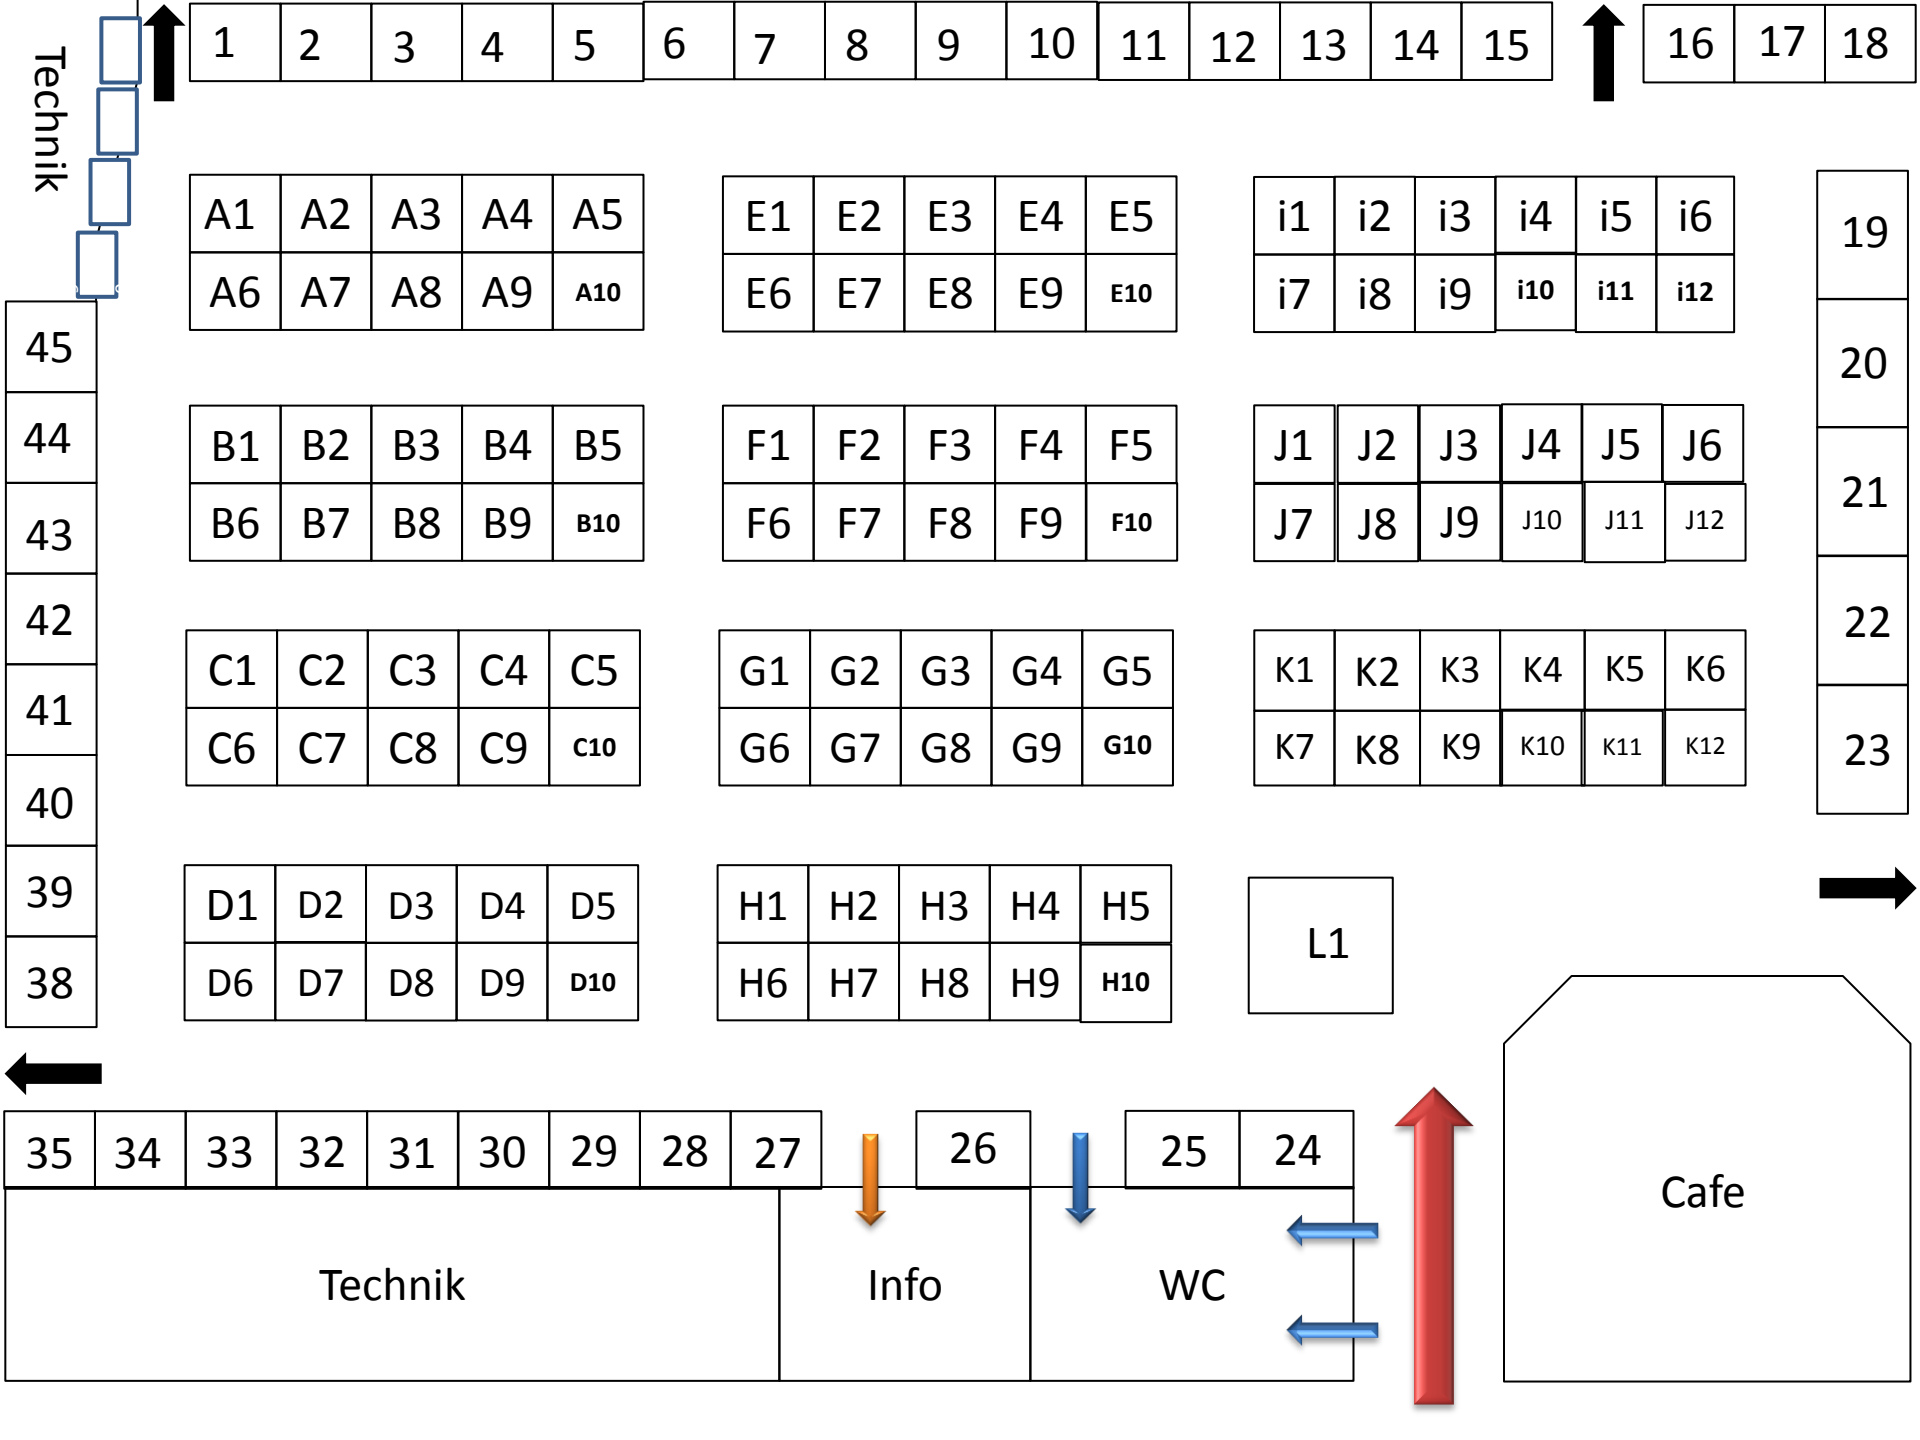 Technik
1 2 3 4 5 6 7 8 9 10 11 12 13 14 15 16 17 18
A1 A2 A3 A4 A5 E1 E2 E3 E4 E5 i1 i2 i3 i4 i5 i6
19
A6 A7 A8 A9 A10 E6 E7 E8 E9 E10 i7 i8 i9 i10 i11 i12
45
20
44
B1 B2 B3 B4 B5 F1 F2 F3 F4 F5 J1 J2 J3 J4 J5 J6
21
43
B6 B7 B8 B9 B10 F6 F7 F8 F9 F10 J7 J8 J9 J10 J11 J12
42
22
C1 C2 C3 C4 C5 G1 G2 G3 G4 G5 K1 K2 K3 K4 K5 K6
41
C6 C7 C8 C9 C10 G6 G7 G8 G9 G10 K7 K8 K9 K10 K11 K12
23
40
39
D1 D2 D3 D4 D5 H1 H2 H3 H4 H5
L1
38
D6 D7 D8 D9 D10 H6 H7 H8 H9 H10
35 34 33 32 31 30 29 28 27 26 25 24
Cafe
Technik Info WC